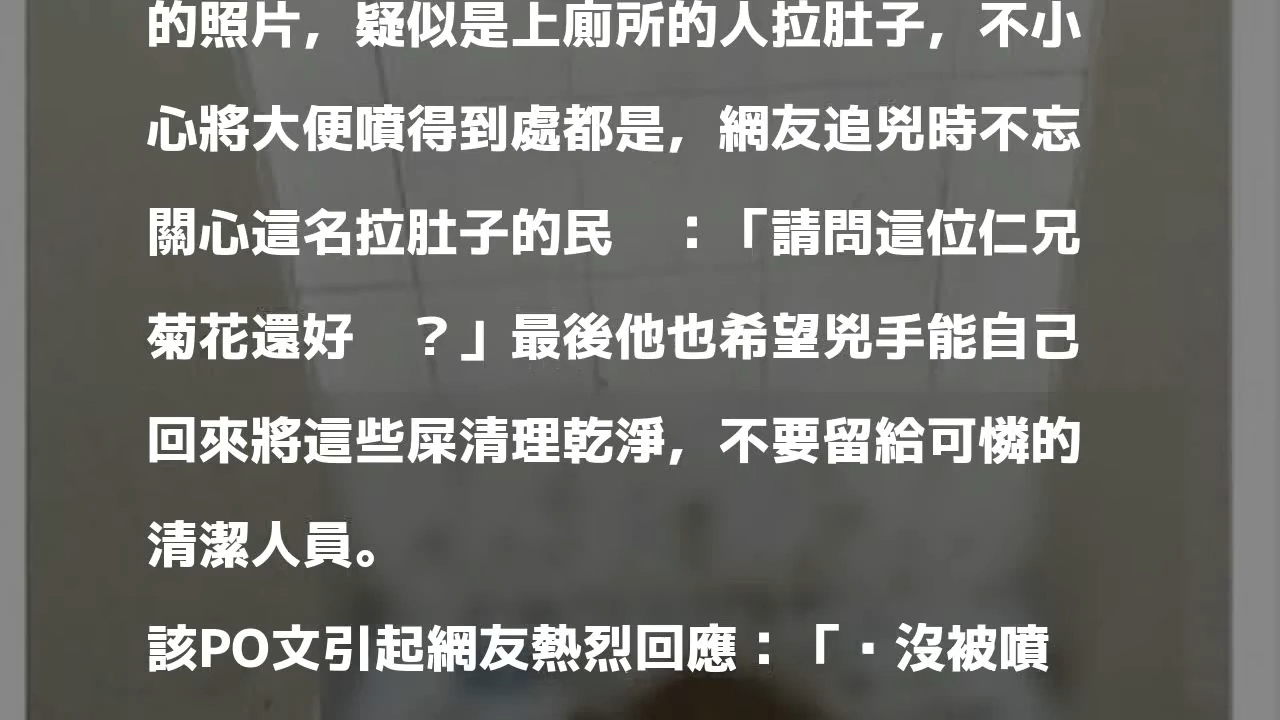 的照片，疑似是上廁所的人拉肚子，不小
心將大便噴得到處都是，網友追兇時不忘
關心這名拉肚子的民　：「請問這位仁兄
菊花還好　？」最後他也希望兇手能自己
回來將這些屎清理乾淨，不要留給可憐的
清潔人員。
該PO文引起網友熱烈回應：「‧沒被噴